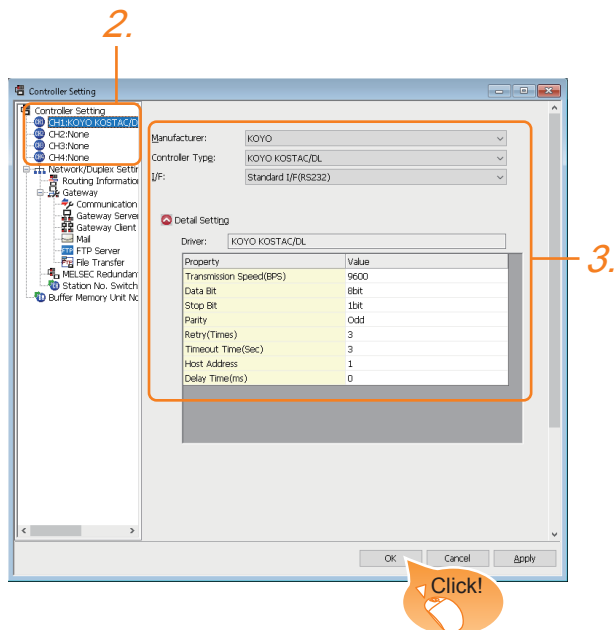 2.
Controller Setting
Controller Setting
CH1:KOYO KOSTAC/D
CH2:None
CH3:None
CH4:None
Network/Duplex Settin
Routing Information
Gateway
Communication
Gateway Server
Gateway Client
Mail
FTP Server
File Transfer
MELSEC Redundant
Station No. Switch
Buffer Memory Unit No
Manufacturer: KOYO
Controller Type: KOYO KOSTAC/DL
I/F: Standard I/F(RS232)
Detail Setting
Driver: KOYO KOSTAC/DL
Property Value
Transmission Speed(BPS) 9600
Data Bit 8bit
Stop Bit 1bit
Parity Odd
Retry(Times) 3
Timeout Time(Sec) 3
Host Address 1
Delay Time(ms) 0
3.
OK Cancel Apply
Click!